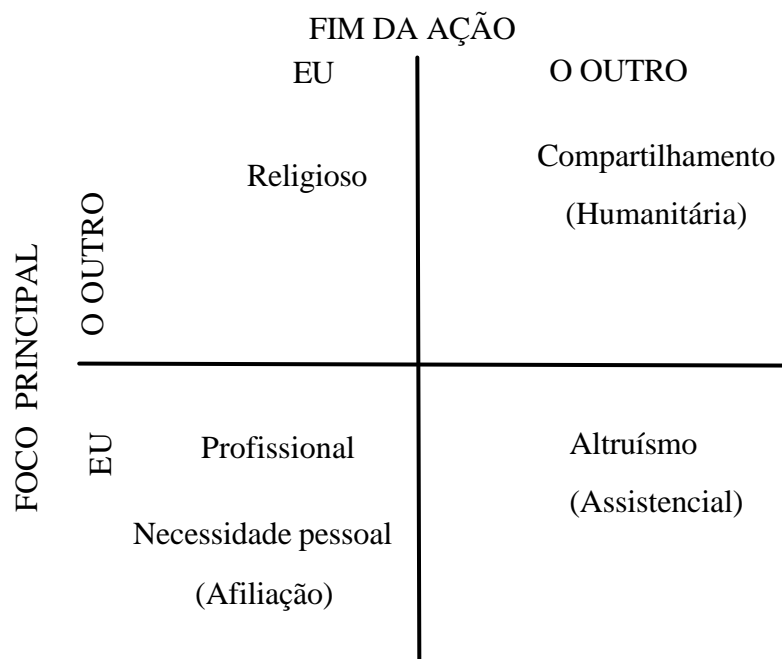 FIM DA AÇÃO
EU
O OUTRO
FOCO PRINCIPAL
O OUTRO
Religioso
Compartilhamento
(Humanitária)
EU
Profissional
Necessidade pessoal
(Afiliação)
Altruísmo
(Assistencial)